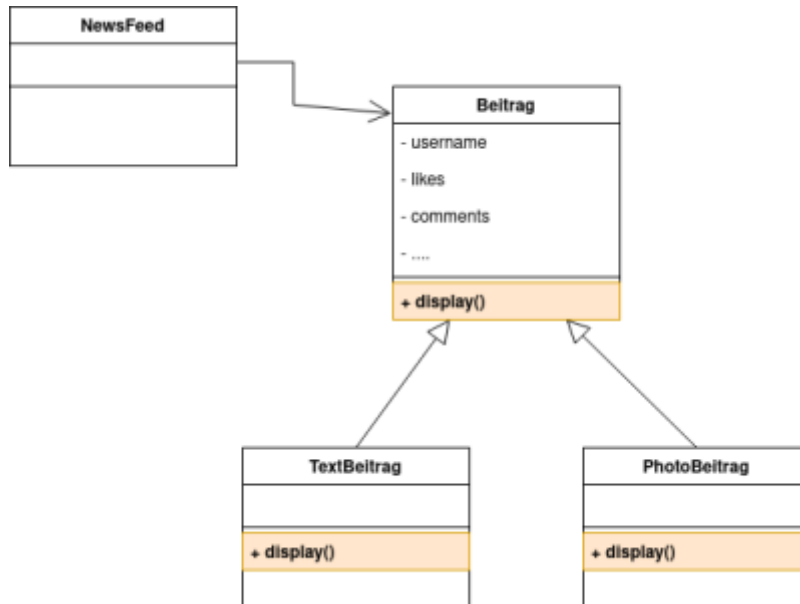 NewsFeed
Beitrag
- username
- likes
- comments
- ....
+ display()
TextBeitrag
+ display()
PhotoBeitrag
+ display()